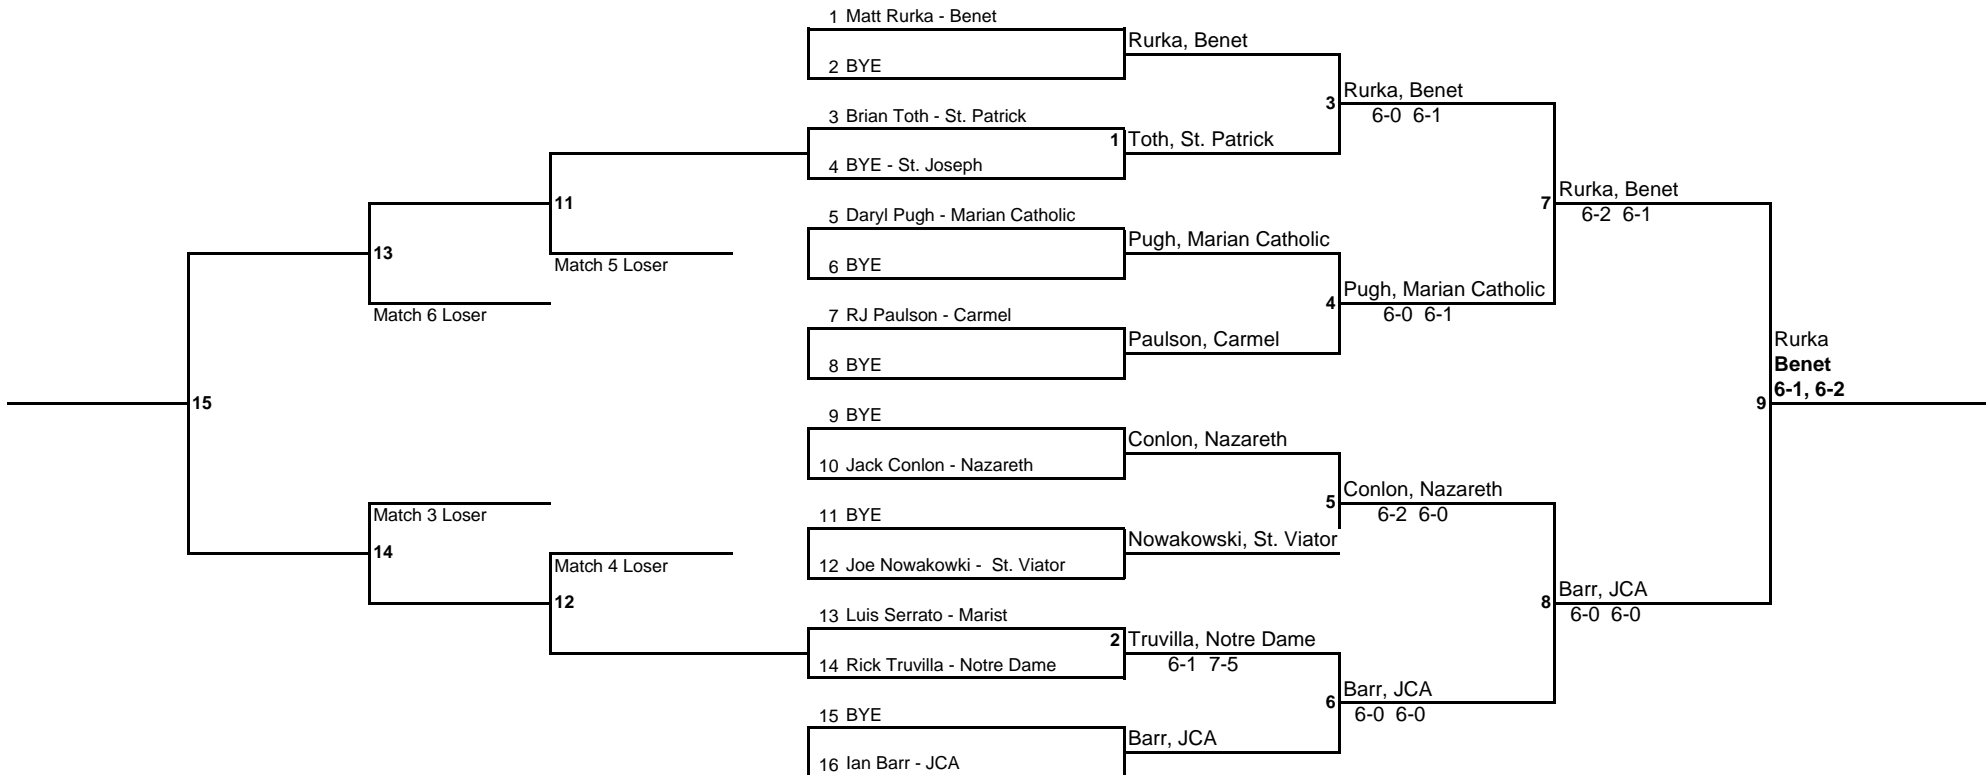 1 Matt Rurka - Benet
Rurka, Benet
2 BYE
Rurka, Benet
3
6-0 6-1
3 Brian Toth - St. Patrick
1 Toth, St. Patrick
4 BYE - St. Joseph
11
7
Rurka, Benet
6-2 6-1
5 Daryl Pugh - Marian Catholic
Pugh, Marian Catholic
13
Match 5 Loser
6 BYE
Pugh, Marian Catholic
4
6-0 6-1
Match 6 Loser
7 RJ Paulson - Carmel
Paulson, Carmel
8 BYE
Rurka
Benet
6-1, 6-2
15
9
9 BYE
Conlon, Nazareth
10 Jack Conlon - Nazareth
Conlon, Nazareth
5
6-2 6-0
Match 3 Loser
11 BYE
Nowakowski, St. Viator
14
Match 4 Loser
12 Joe Nowakowki - St. Viator
12
8
Barr, JCA
6-0 6-0
13 Luis Serrato - Marist
2 Truvilla, Notre Dame
6-1 7-5
14 Rick Truvilla - Notre Dame
Barr, JCA
6
6-0 6-0
15 BYE
Barr, JCA
16 Ian Barr - JCA